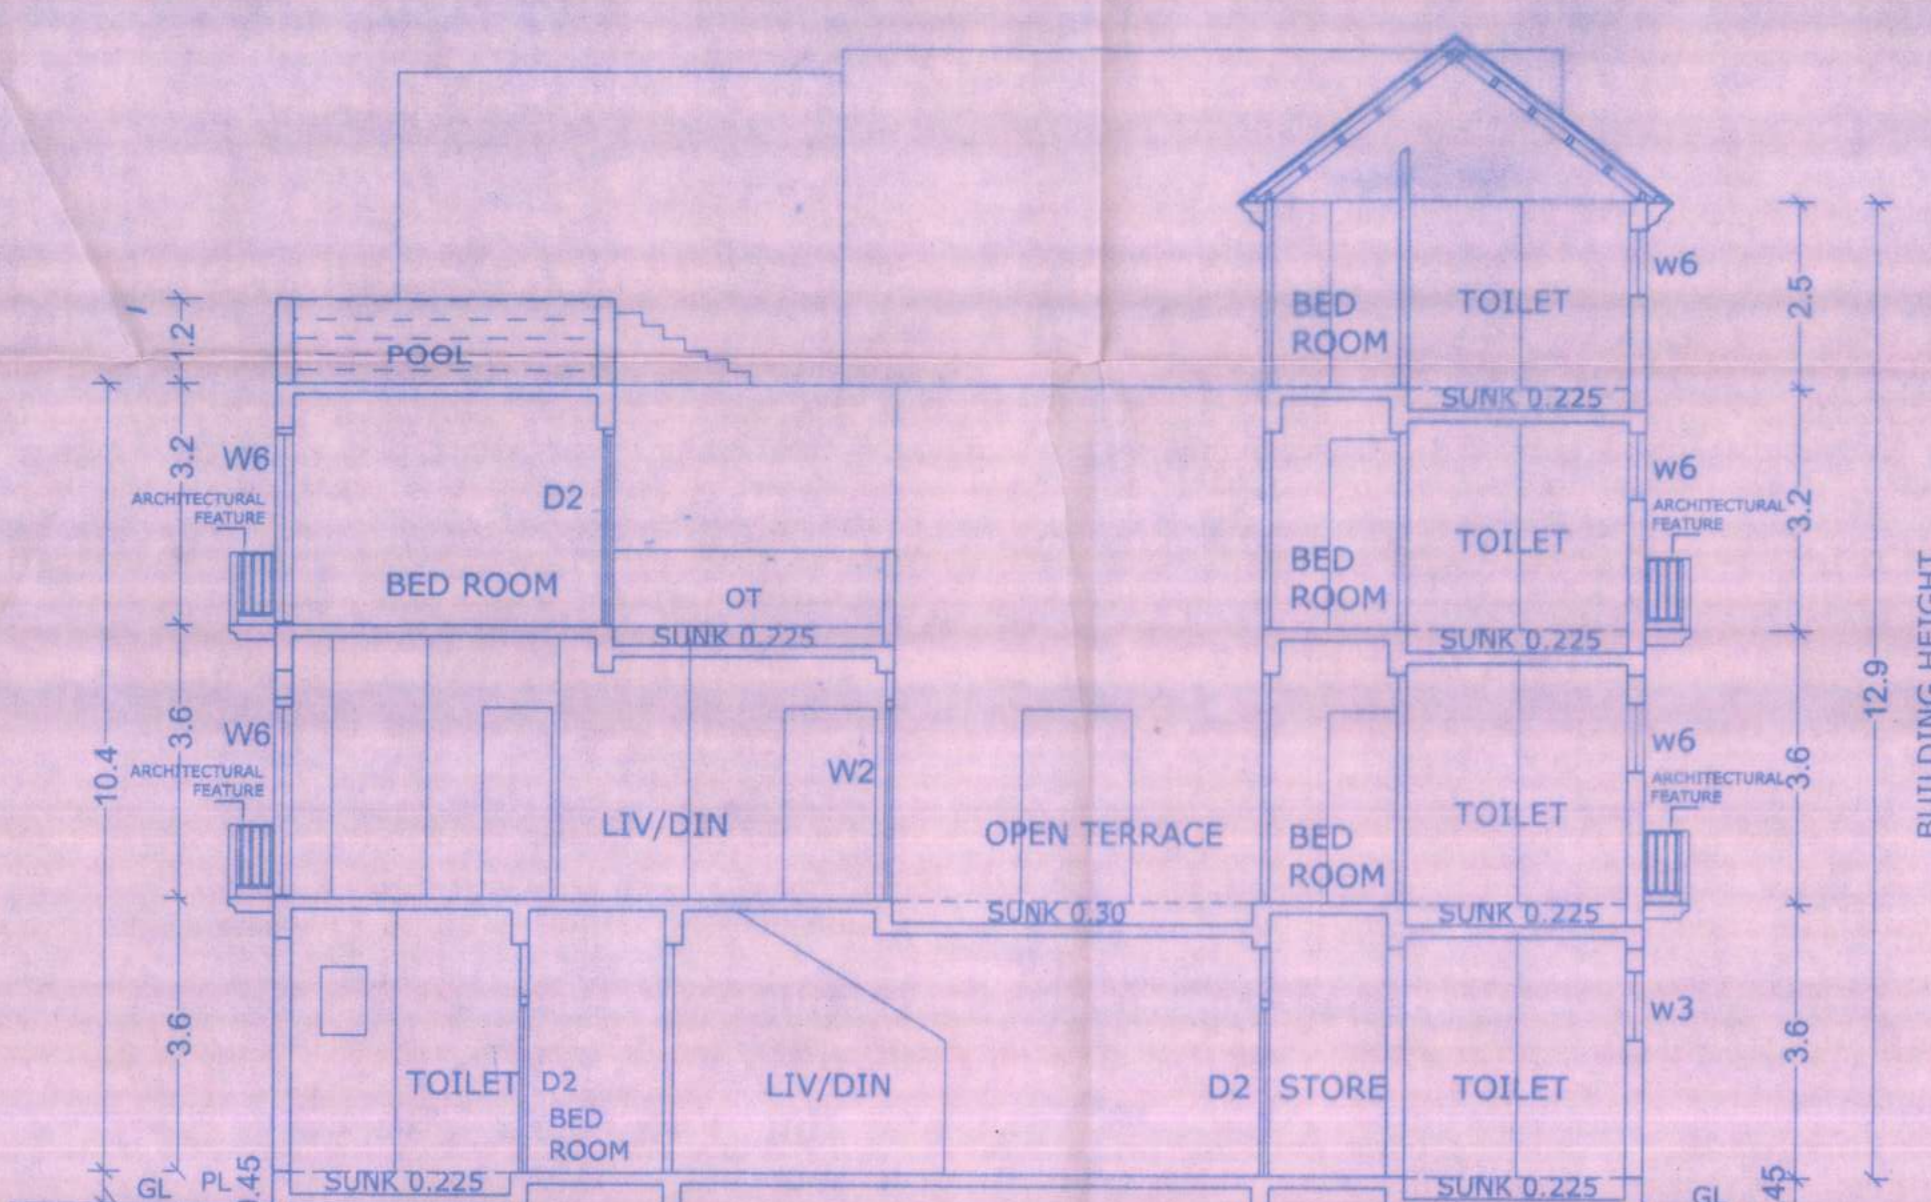 w6
BED
ROOM
TOILET
2.5
1.2
POOL
SUNK 0.225
W6
3.2
ARCHITECTURAL
FEATURE
D2
BED ROOM
OT
SUNK 0.225
BED
ROOM
TOILET
SUNK 0.225
w6
ARCHITECTURAL
FEATURE
3.2
10.4
3.6
W6
ARCHITECTURAL
FEATURE
LIV/DIN
W2
OPEN TERRACE
SUNK 0.30
BED
ROOM
TOILET
SUNK 0.225
w6
ARCHITECTURAL
FEATURE
3.6
12.9
BUILDING HEIGHT
3.6
TOILET
D2
BED
ROOM
LIV/DIN
D2
STORE
TOILET
w3
3.6
GL
PL
.45
SUNK 0.225
SUNK 0.225
GL
45